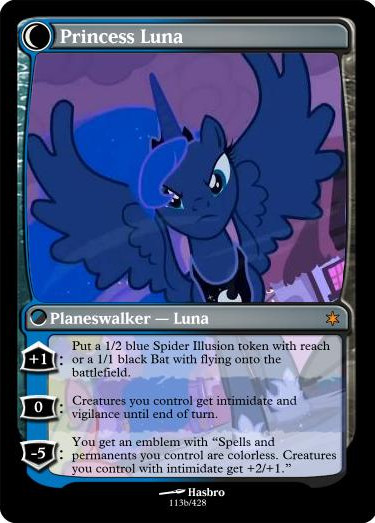 Princess Luna
Planeswalker — Luna
+1: Put a 1/2 blue Spider Illusion token with reach
or a 1/1 black Bat with flying onto the
battlefield.
0: Creatures you control get intimidate and
vigilance until end of turn.
-5: You get an emblem with “Spells and
permanents you control are colorless. Creatures
you control with intimidate get +2/+1.”
Hasbro
113b/428